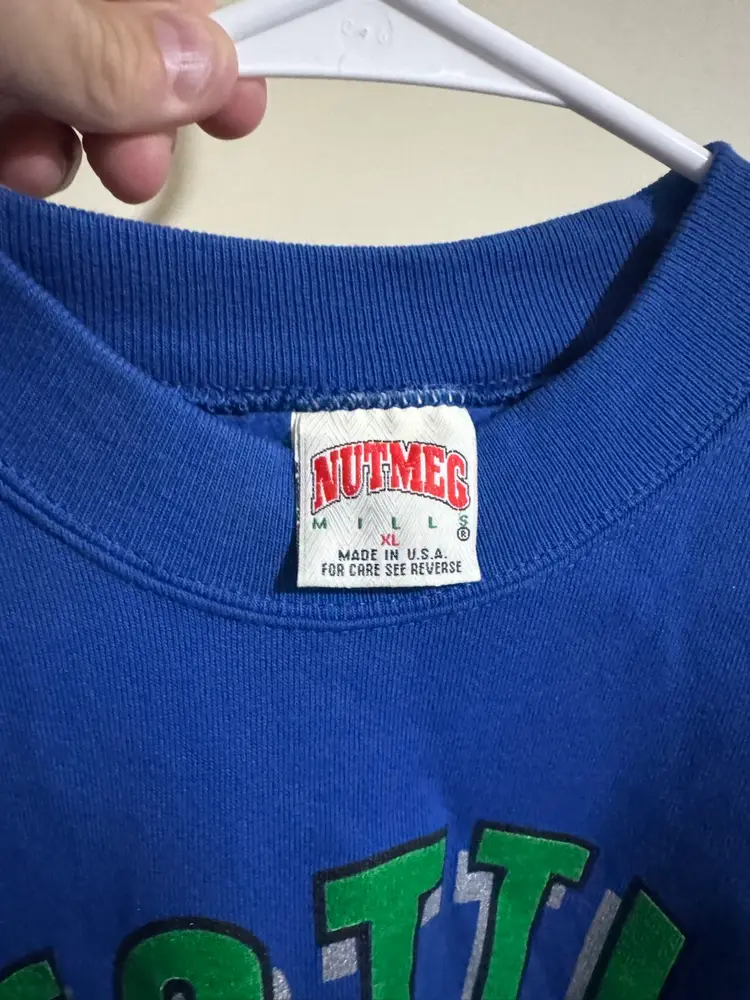 NUTMEG
MILLS®
XL
MADE IN U.S.A.
FOR CARE SEE REVERSE